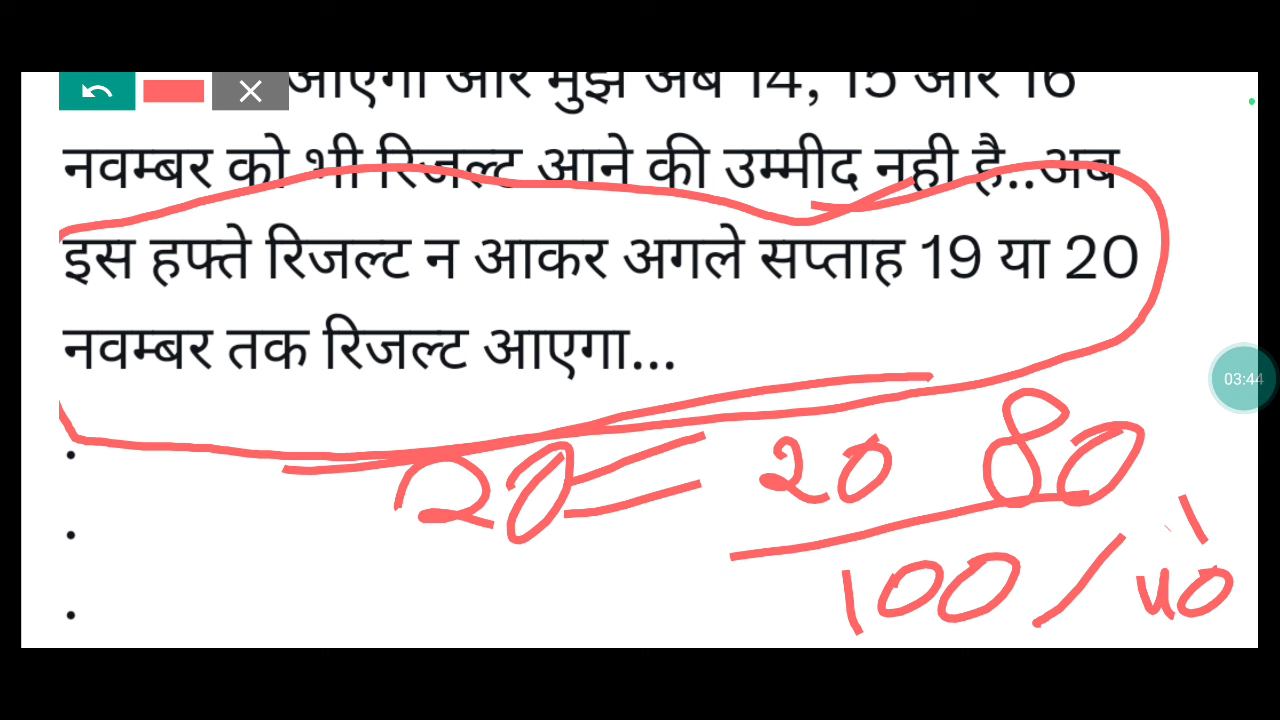 आएगा और मुझे अब 14, 15 और 16
नवम्बर को भी रिजल्ट आने की उम्मीद नही है..अब
इस हफ्ते रिजल्ट न आकर अगले सप्ताह 19 या 20
नवम्बर तक रिजल्ट आएगा...
03:44
.
20= 20 80
.
100/40
.